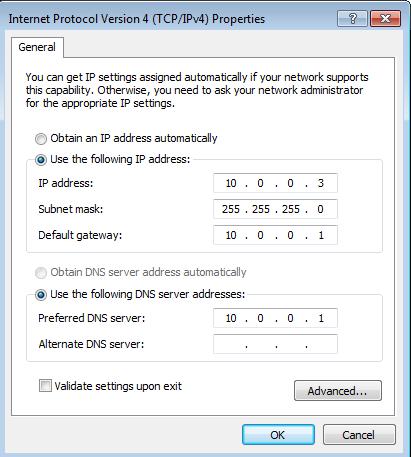 Internet Protocol Version 4 (TCP/IPv4) Properties
General
You can get IP settings assigned automatically if your network supports
this capability. Otherwise, you need to ask your network administrator
for the appropriate IP settings.
Obtain an IP address automatically
Use the following IP address:
IP address: 10 . 0 . 0 . 3
Subnet mask: 255 . 255 . 255 . 0
Default gateway: 10 . 0 . 0 . 1
Obtain DNS server address automatically
Use the following DNS server addresses:
Preferred DNS server: 10 . 0 . 0 . 1
Alternate DNS server: . . .
Validate settings upon exit
Advanced...
OK Cancel